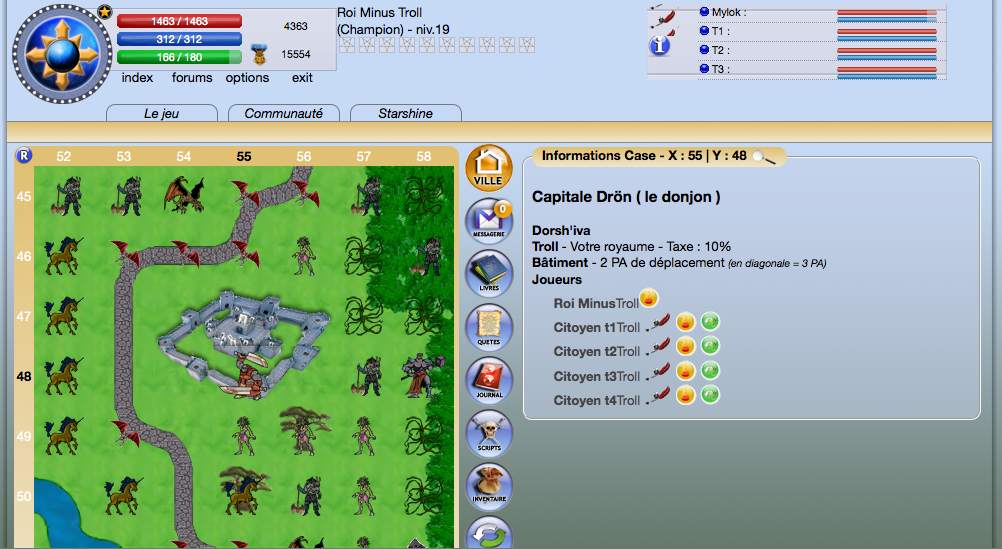 1463 / 1463
312 / 312
166 / 180
4363
15554
index forums options exit
Roi Minus Troll
(Champion) - niv.19
Mylok :
T1 :
T2 :
T3 :
Le jeu Communauté Starshine
R 52 53 54 55 56 57 58
45
46
47
48
49
50
VILLE
0
MESSAGERIE
LIVRES
QUETES
JOURNAL
SCRIPTS
INVENTAIRE
Informations Case - X : 55 | Y : 48
Capitale Drön ( le donjon )
Dorsh'iva
Troll - Votre royaume - Taxe : 10%
Bâtiment - 2 PA de déplacement (en diagonale = 3 PA)
Joueurs
Roi MinusTroll
Citoyen t1Troll
Citoyen t2Troll
Citoyen t3Troll
Citoyen t4Troll